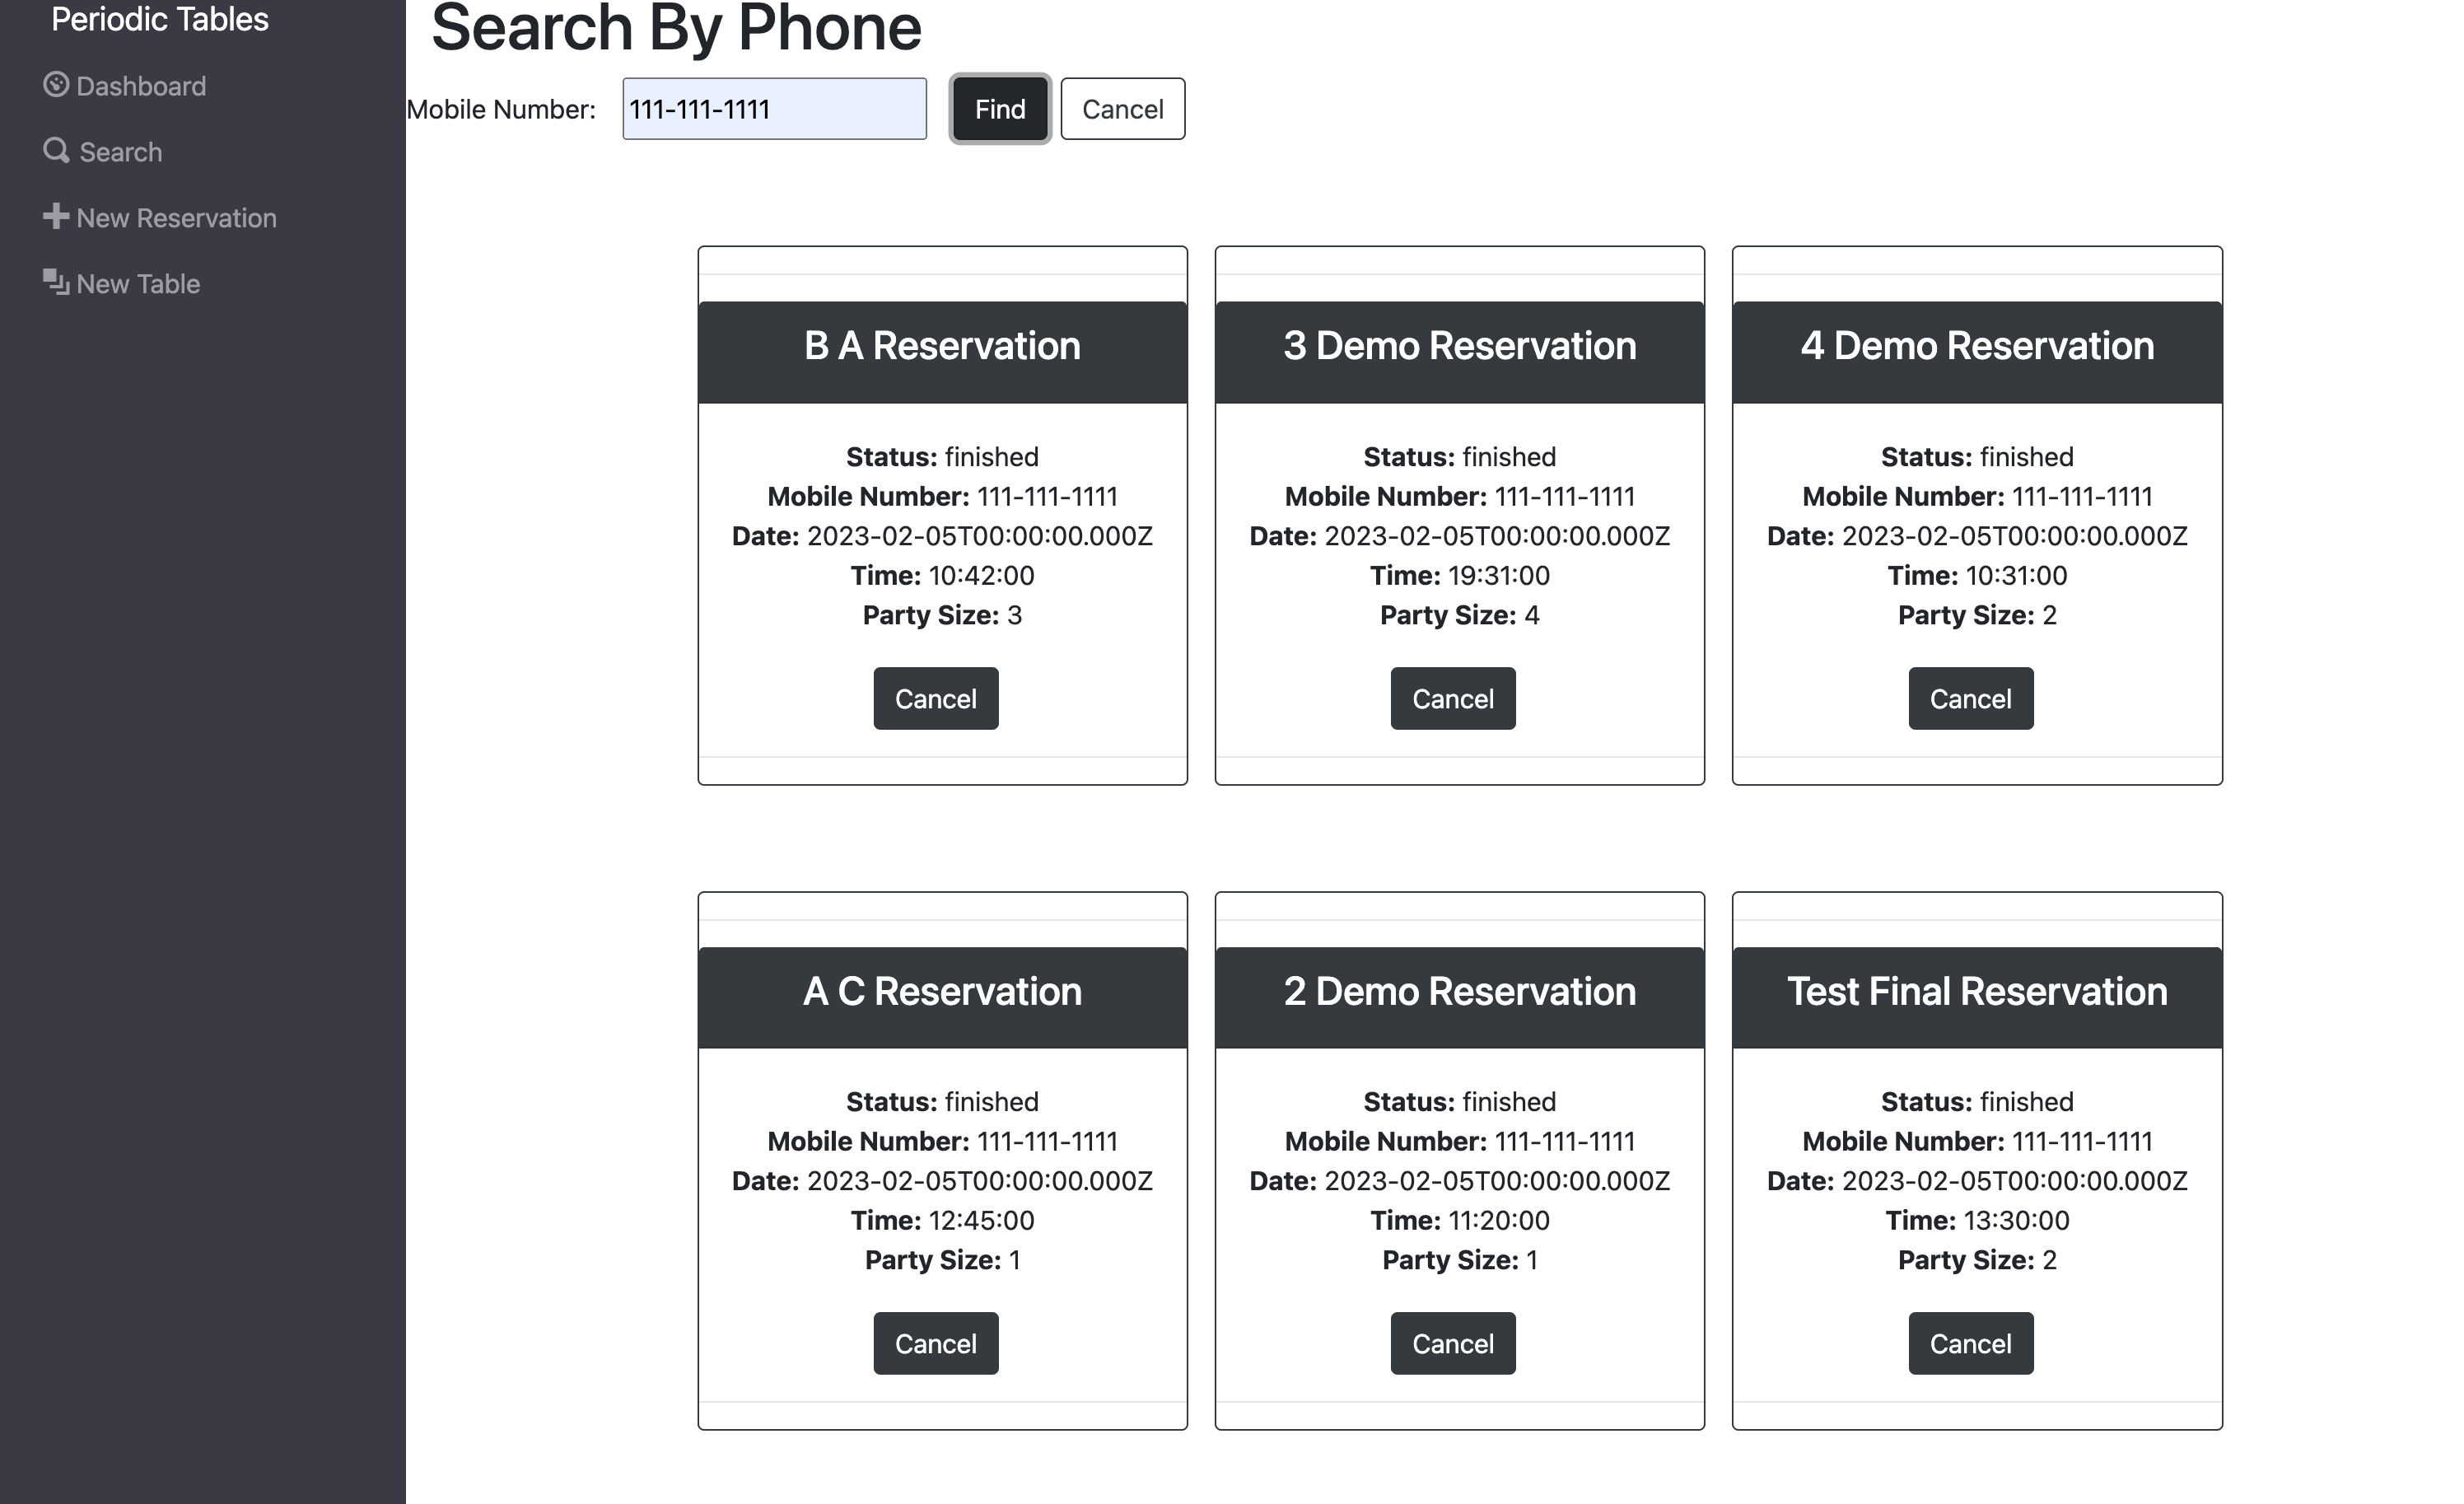 Periodic Tables
Dashboard
Search
New Reservation
New Table
Search By Phone
Mobile Number: 111-111-1111 Find Cancel
B A Reservation
Status: finished
Mobile Number: 111-111-1111
Date: 2023-02-05T00:00:00.000Z
Time: 10:42:00
Party Size: 3
Cancel
3 Demo Reservation
Status: finished
Mobile Number: 111-111-1111
Date: 2023-02-05T00:00:00.000Z
Time: 19:31:00
Party Size: 4
Cancel
4 Demo Reservation
Status: finished
Mobile Number: 111-111-1111
Date: 2023-02-05T00:00:00.000Z
Time: 10:31:00
Party Size: 2
Cancel
A C Reservation
Status: finished
Mobile Number: 111-111-1111
Date: 2023-02-05T00:00:00.000Z
Time: 12:45:00
Party Size: 1
Cancel
2 Demo Reservation
Status: finished
Mobile Number: 111-111-1111
Date: 2023-02-05T00:00:00.000Z
Time: 11:20:00
Party Size: 1
Cancel
Test Final Reservation
Status: finished
Mobile Number: 111-111-1111
Date: 2023-02-05T00:00:00.000Z
Time: 13:30:00
Party Size: 2
Cancel